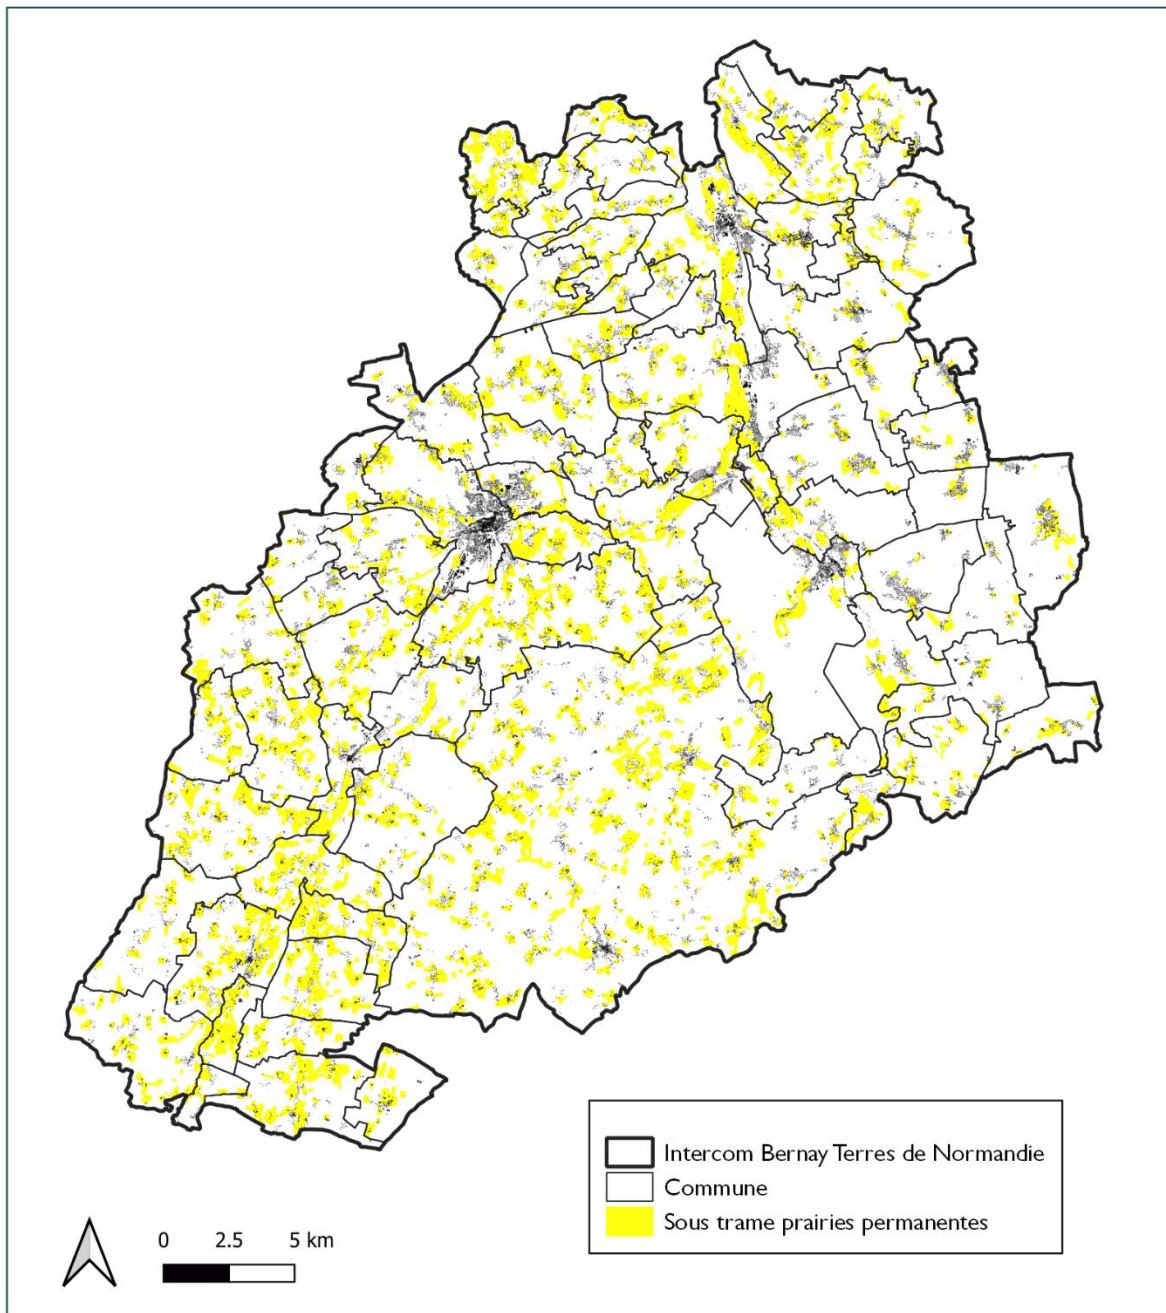 Intercom Bernay Terres de Normandie
Commune
Sous trame prairies permanentes
0 2.5 5 km